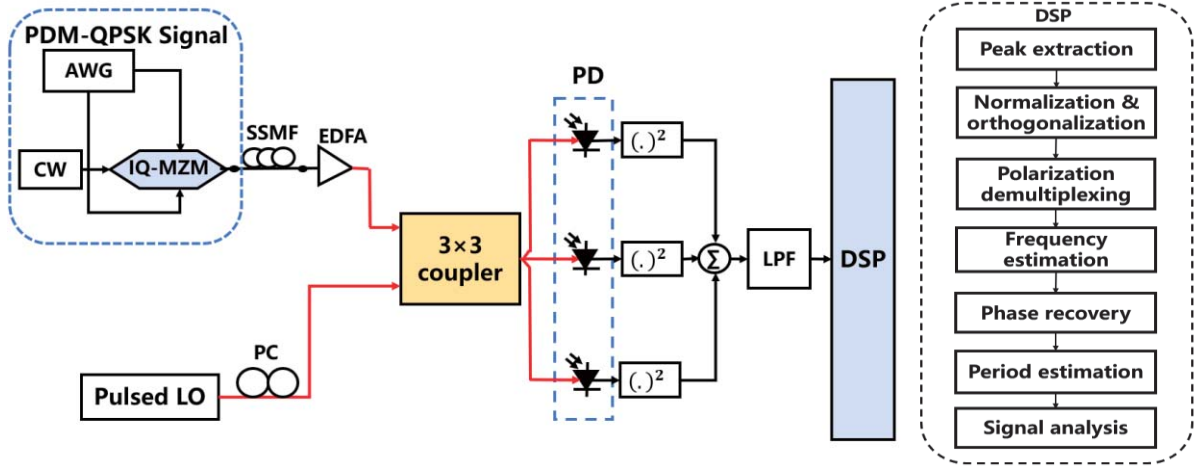 PDM-QPSK Signal
AWG
CW
IQ-MZM
SSMF
EDFA
3×3
coupler
PC
Pulsed LO
PD
(.)²
(.)²
(.)²
Σ
LPF
DSP
DSP
Peak extraction
Normalization &
orthogonalization
Polarization
demultiplexing
Frequency
estimation
Phase recovery
Period estimation
Signal analysis